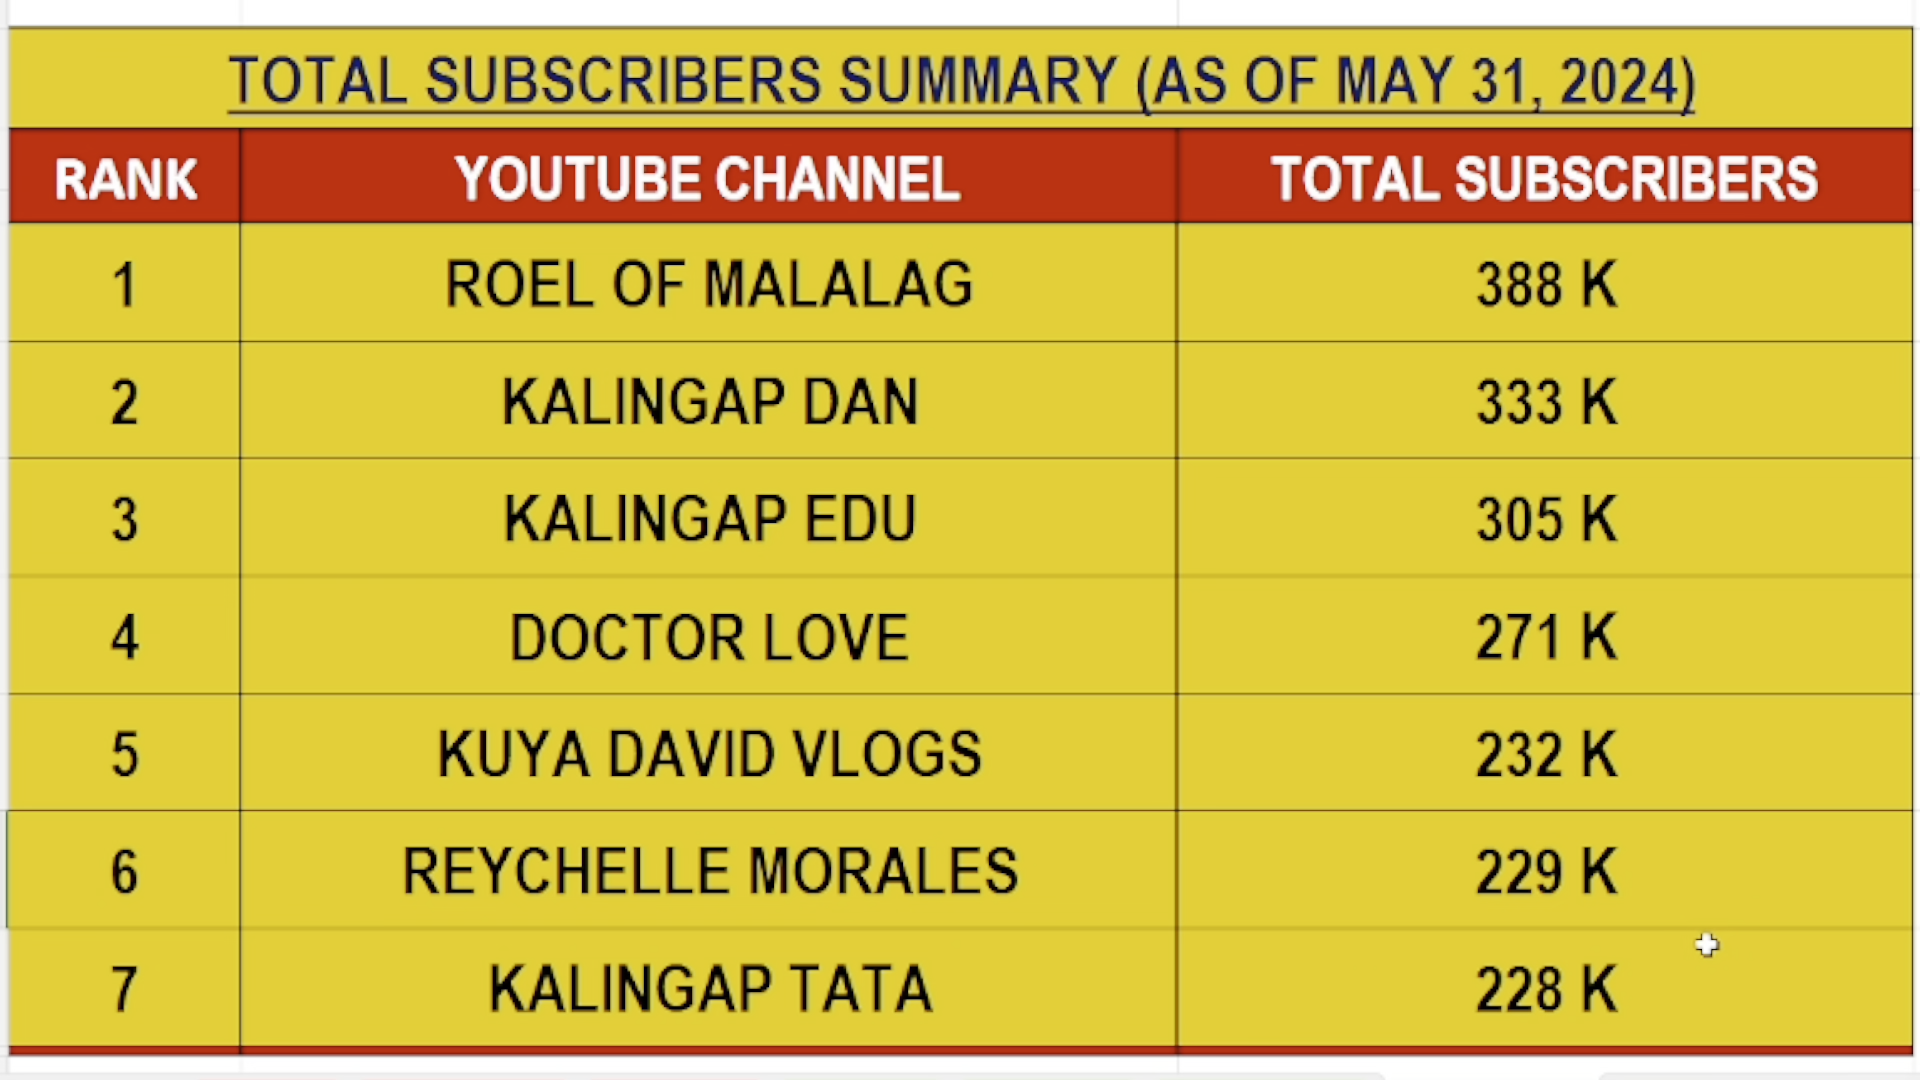 TOTAL SUBSCRIBERS SUMMARY (AS OF MAY 31, 2024)
RANK YOUTUBE CHANNEL TOTAL SUBSCRIBERS
1 ROEL OF MALALAG 388 K
2 KALINGAP DAN 333 K
3 KALINGAP EDU 305 K
4 DOCTOR LOVE 271 K
5 KUYA DAVID VLOGS 232 K
6 REYCHELLE MORALES 229 K
7 KALINGAP TATA 228 K